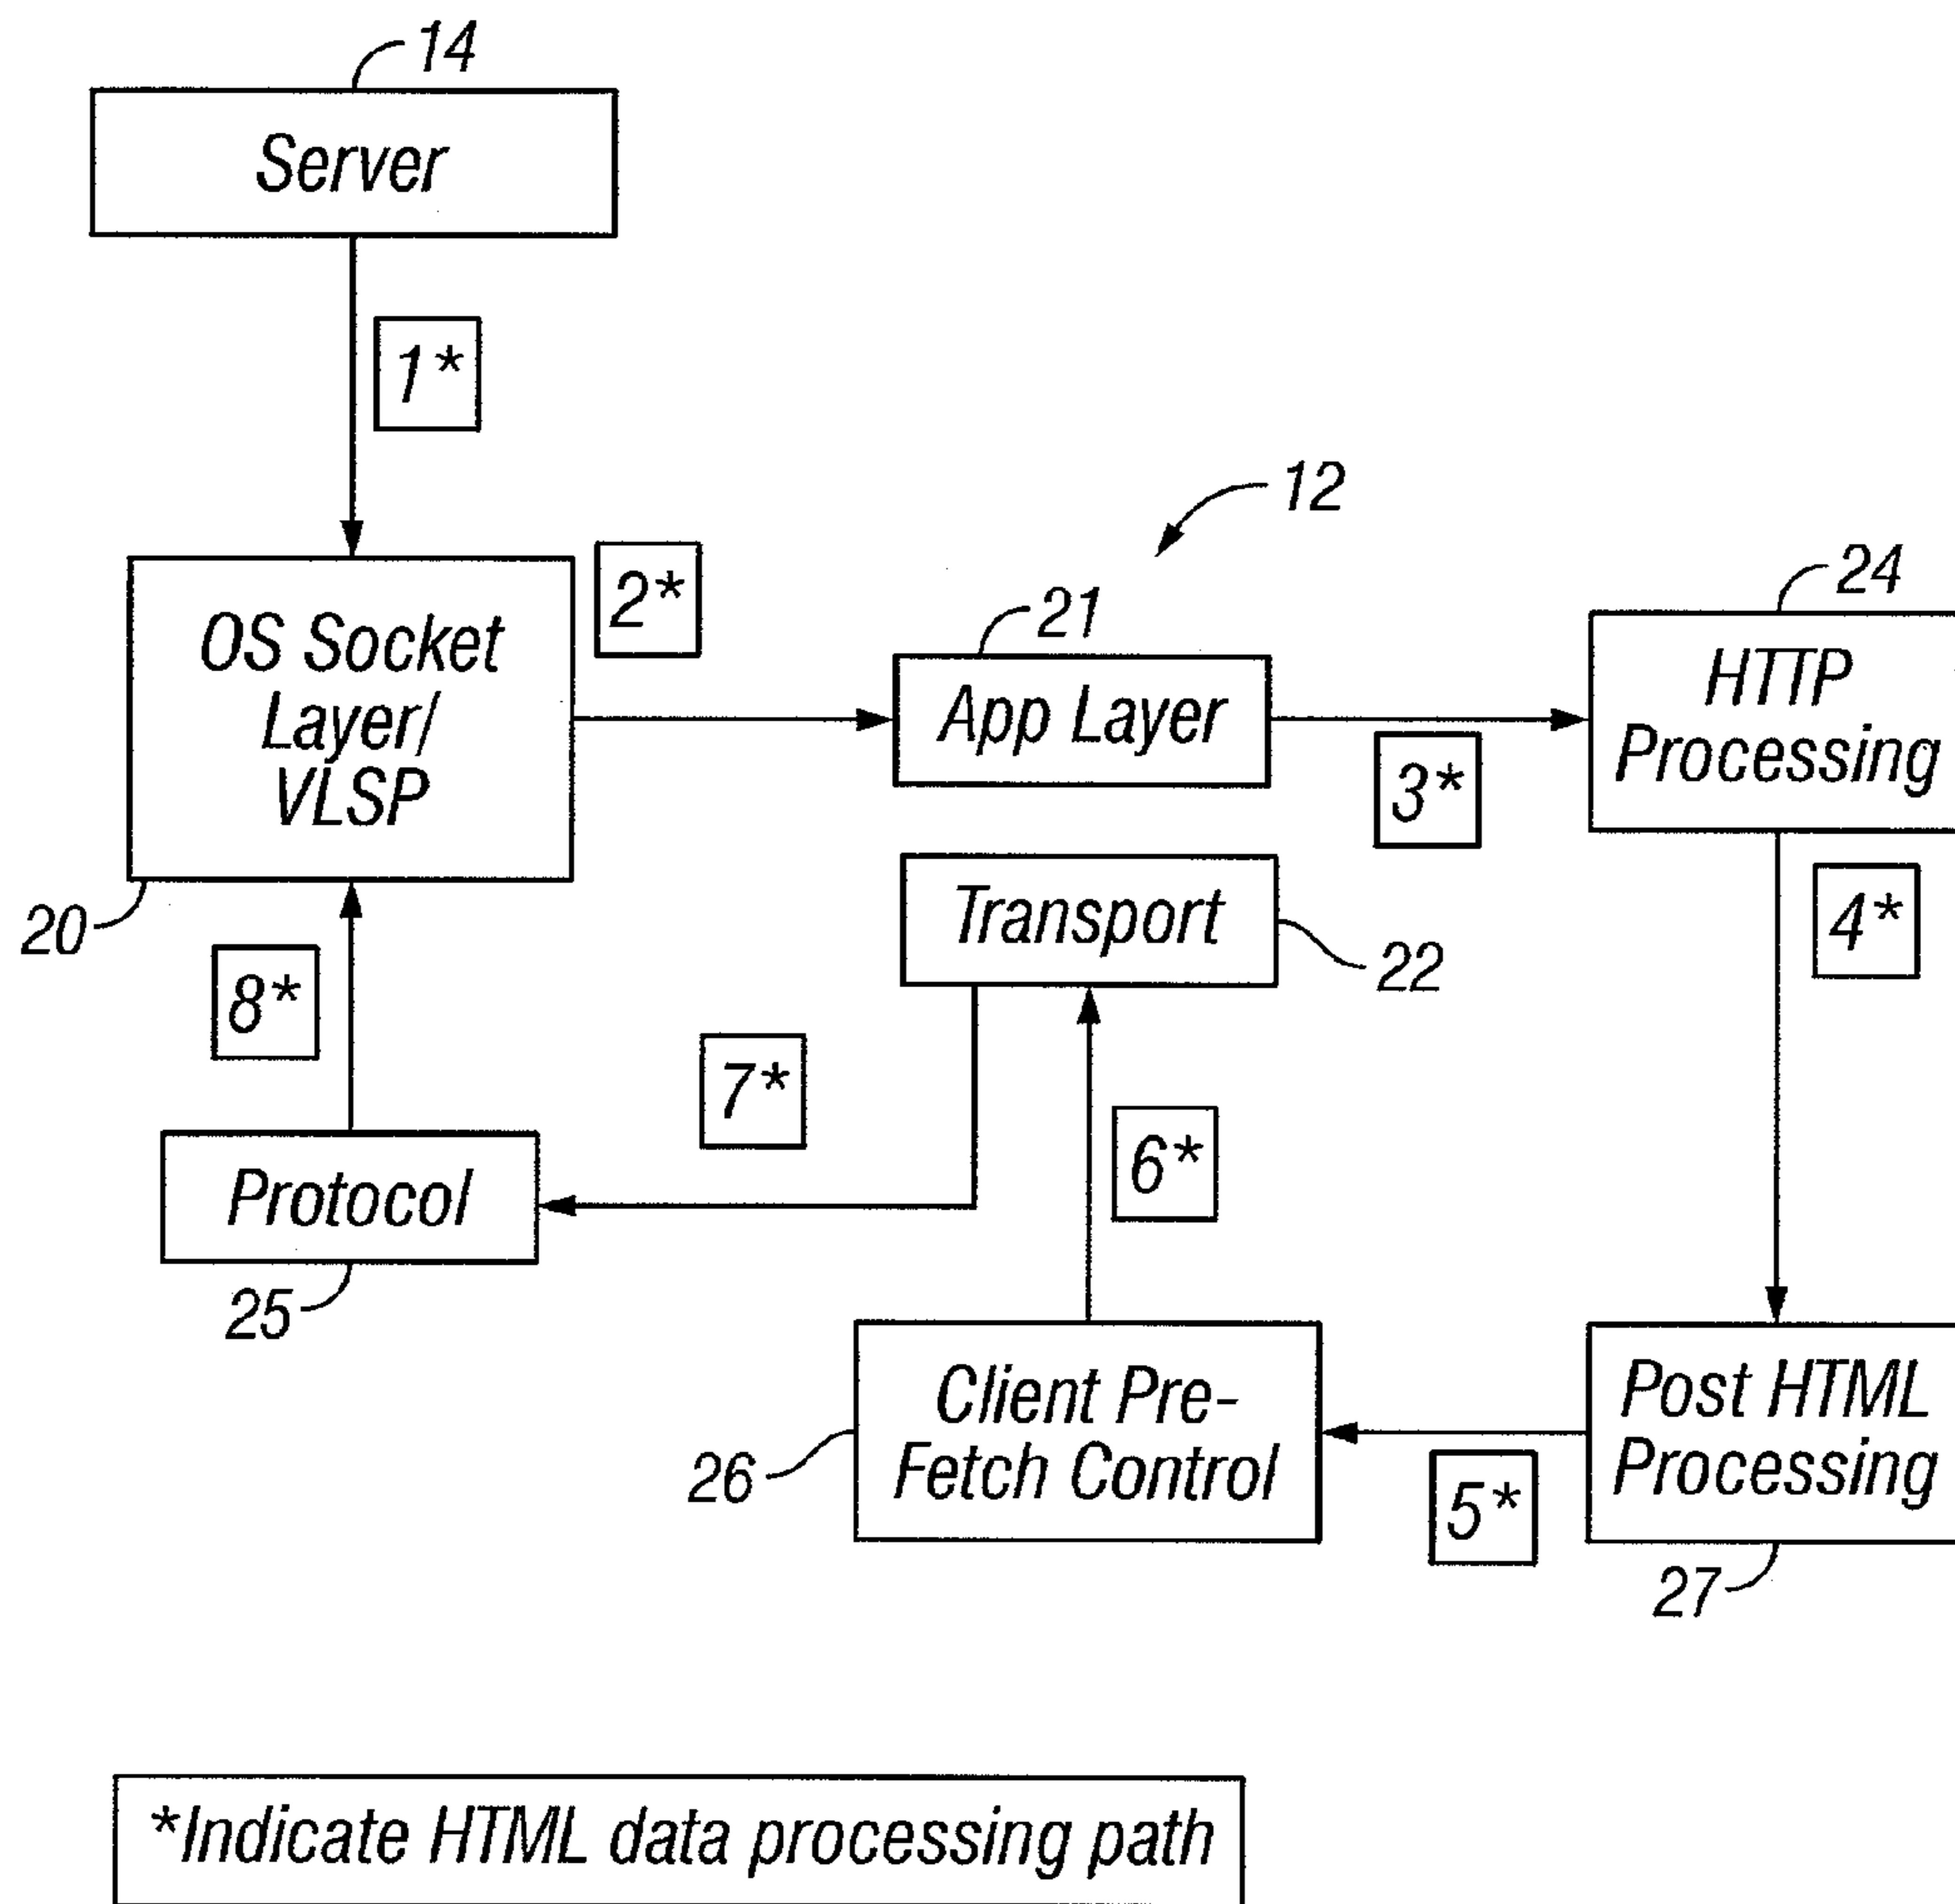 14
Server
1*
12
2*
21
24
OS Socket
Layer/
VLSP
App Layer
HTTP
Processing
3*
20
Transport
22
4*
8*
7*
6*
Protocol
25
Client Pre-
Fetch Control
26
Post HTML
Processing
5*
27
*Indicate HTML data processing path